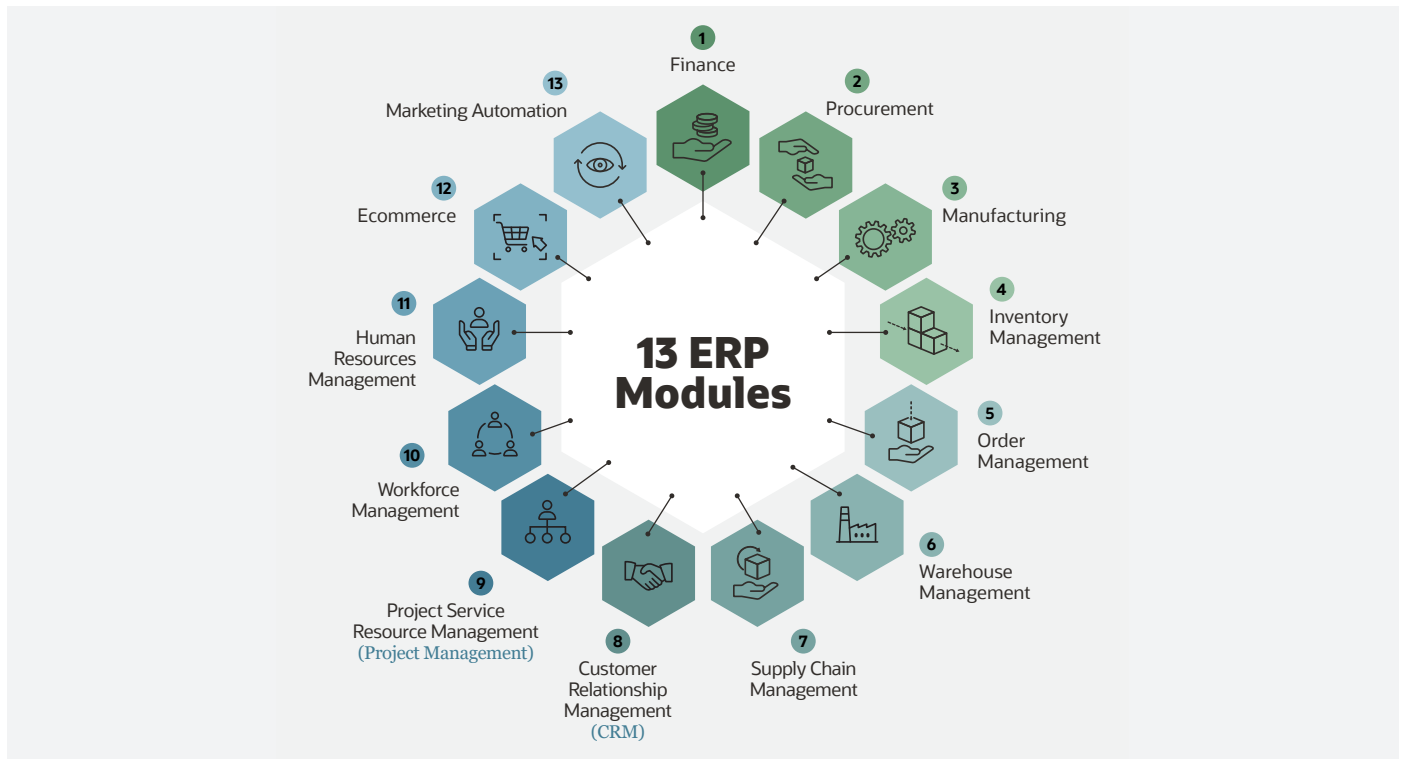 1
Finance
2
Procurement
3
Manufacturing
4
Inventory
Management
5
Order
Management
6
Warehouse
Management
7
Supply Chain
Management
8
Customer
Relationship
Management
(CRM)
9
Project Service
Resource Management
(Project Management)
10
Workforce
Management
11
Human
Resources
Management
12
Ecommerce
13
Marketing Automation
13 ERP
Modules